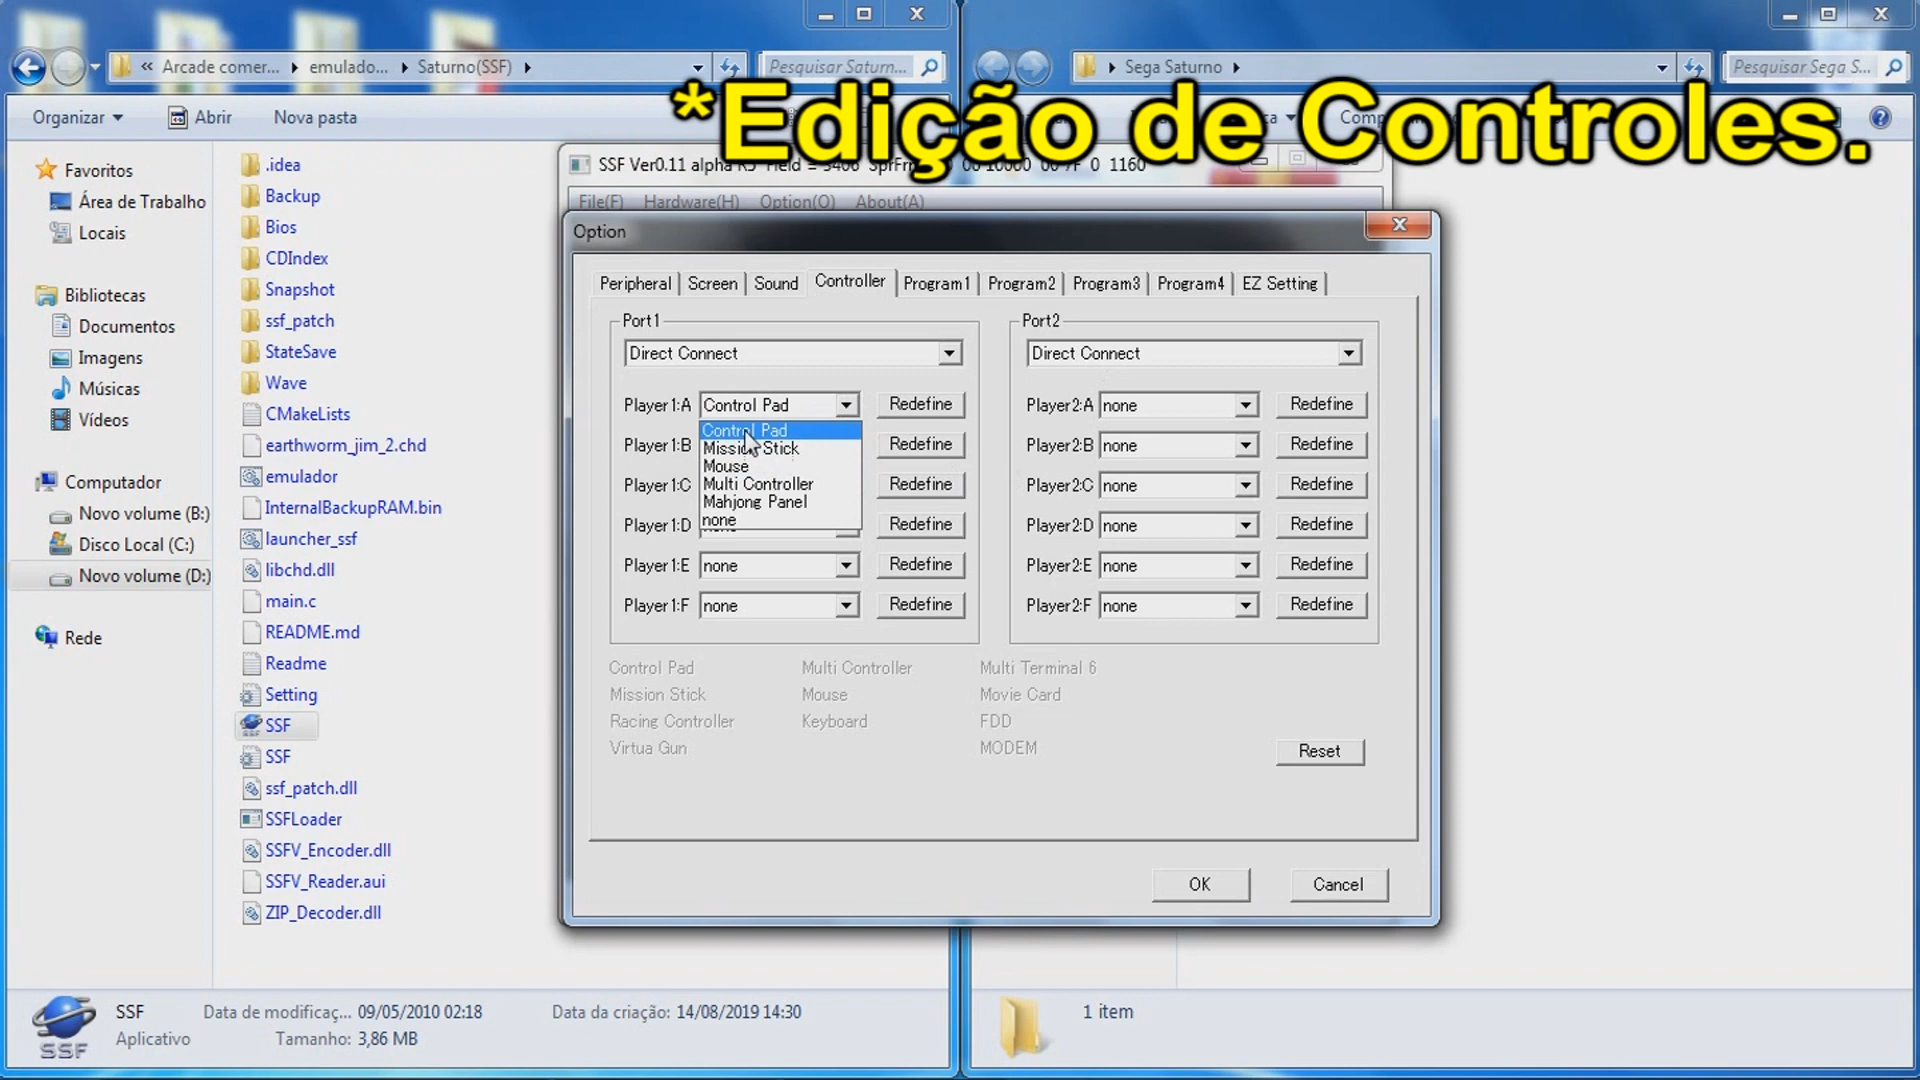 « Arcade comer... ▸ emulado... ▸ Saturno(SSF) ▸
Pesquisar Saturn...
Sega Saturno ▸
Pesquisar Sega S...
*Edição de Controles.
Organizar
Abrir
Nova pasta
Favoritos
Área de Trabalho
Locais
Bibliotecas
Documentos
Imagens
Músicas
Vídeos
Computador
Novo volume (B:)
Disco Local (C:)
Novo volume (D:)
Rede
.idea
Backup
Bios
CDIndex
Snapshot
ssf_patch
StateSave
Wave
CMakeLists
earthworm_jim_2.chd
emulador
InternalBackupRAM.bin
launcher_ssf
libchd.dll
main.c
README.md
Readme
Setting
SSF
SSF
ssf_patch.dll
SSFLoader
SSFV_Encoder.dll
SSFV_Reader.aui
ZIP_Decoder.dll
SSF Ver0.11 alpha R3 Field = 3406
1160
File(F) Hardware(H) Option(O) About(A)
Option
Peripheral Screen Sound Controller Program1 Program2 Program3 Program4 EZ Setting
Port1
Direct Connect
Player1:A Control Pad Redefine
Control Pad
Mission Stick
Mouse
Multi Controller
Mahjong Panel
none
Player1:B Redefine
Player1:C Redefine
Player1:D Redefine
Player1:E none Redefine
Player1:F none Redefine
Port2
Direct Connect
Player2:A none Redefine
Player2:B none Redefine
Player2:C none Redefine
Player2:D none Redefine
Player2:E none Redefine
Player2:F none Redefine
Control Pad Multi Controller Multi Terminal 6
Mission Stick Mouse Movie Card
Racing Controller Keyboard FDD
Virtua Gun MODEM
Reset
OK Cancel
SSF Data de modificaç... 09/05/2010 02:18 Data da criação: 14/08/2019 14:30
Aplicativo Tamanho: 3,86 MB
SSF
1 item